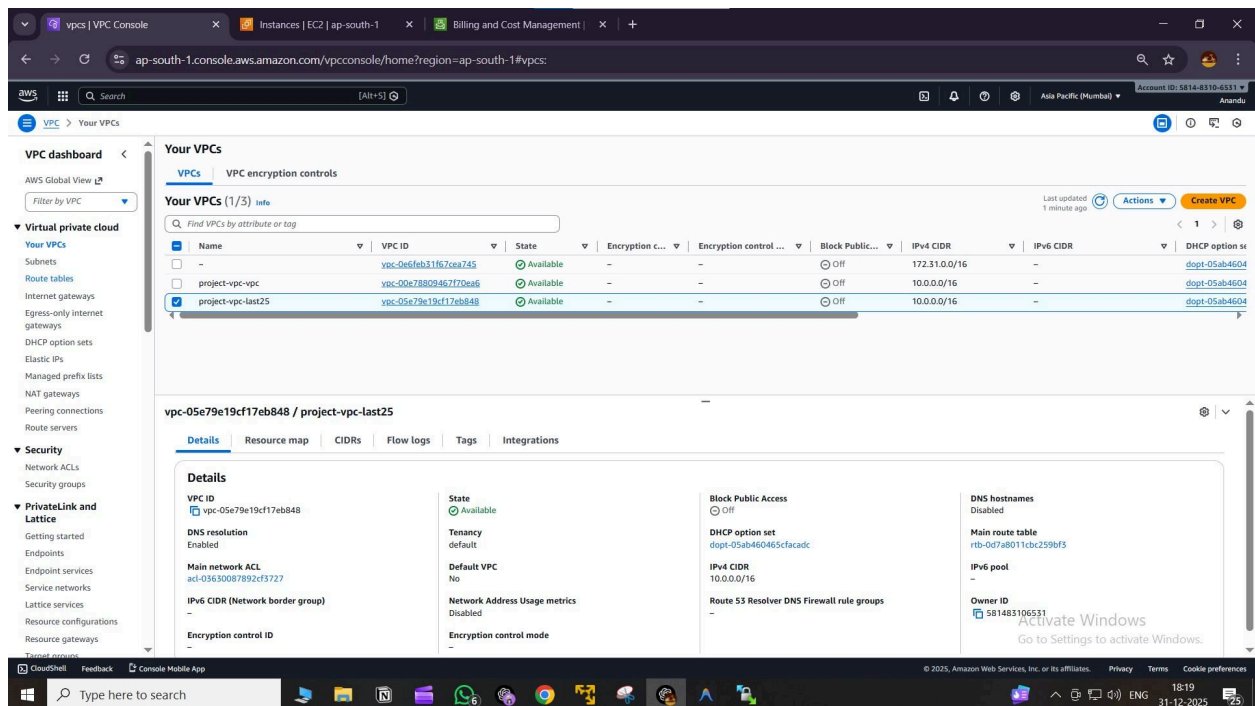 vpcs | VPC Console
Instances | EC2 | ap-south-1
Billing and Cost Management |
ap-south-1.console.aws.amazon.com/vpcconsole/home?region=ap-south-1#vpcs:
aws
Search
[Alt+S]
Asia Pacific (Mumbai)
Account ID: 5814-8310-6531
Anandu
VPC > Your VPCs
VPC dashboard
AWS Global View
Filter by VPC
Virtual private cloud
Your VPCs
Subnets
Route tables
Internet gateways
Egress-only internet
gateways
DHCP option sets
Elastic IPs
Managed prefix lists
NAT gateways
Peering connections
Route servers
Security
Network ACLs
Security groups
PrivateLink and
Lattice
Getting started
Endpoints
Endpoint services
Service networks
Lattice services
Resource configurations
Resource gateways
Target groups
Your VPCs
VPCs VPC encryption controls
Your VPCs (1/3) Info
Last updated
1 minute ago
Actions
Create VPC
Find VPCs by attribute or tag
1
Name VPC ID State Encryption c... Encryption control ... Block Public... IPv4 CIDR IPv6 CIDR DHCP option se
– vpc-0e6feb31f67cea745 Available – – Off 172.31.0.0/16 – dopt-05ab4604
project-vpc-vpc vpc-00e78809467f70ea6 Available – – Off 10.0.0.0/16 – dopt-05ab4604
project-vpc-last25 vpc-05e79e19cf17eb848 Available – – Off 10.0.0.0/16 – dopt-05ab4604
vpc-05e79e19cf17eb848 / project-vpc-last25
Details Resource map CIDRs Flow logs Tags Integrations
Details
VPC ID
vpc-05e79e19cf17eb848
State
Available
Block Public Access
Off
DNS hostnames
Disabled
DNS resolution
Enabled
Tenancy
default
DHCP option set
dopt-05ab460465cfacadc
Main route table
rtb-0d7a8011cbc259bf3
Main network ACL
acl-03630087892cf3727
Default VPC
No
IPv4 CIDR
10.0.0.0/16
IPv6 pool
–
IPv6 CIDR (Network border group)
–
Network Address Usage metrics
Disabled
Route 53 Resolver DNS Firewall rule groups
–
Owner ID
581483106531
Encryption control ID
–
Encryption control mode
–
Activate Windows
Go to Settings to activate Windows.
CloudShell Feedback Console Mobile App
© 2025, Amazon Web Services, Inc. or its affiliates. Privacy Terms Cookie preferences
Type here to search
6
ENG
18:19
31-12-2025
25